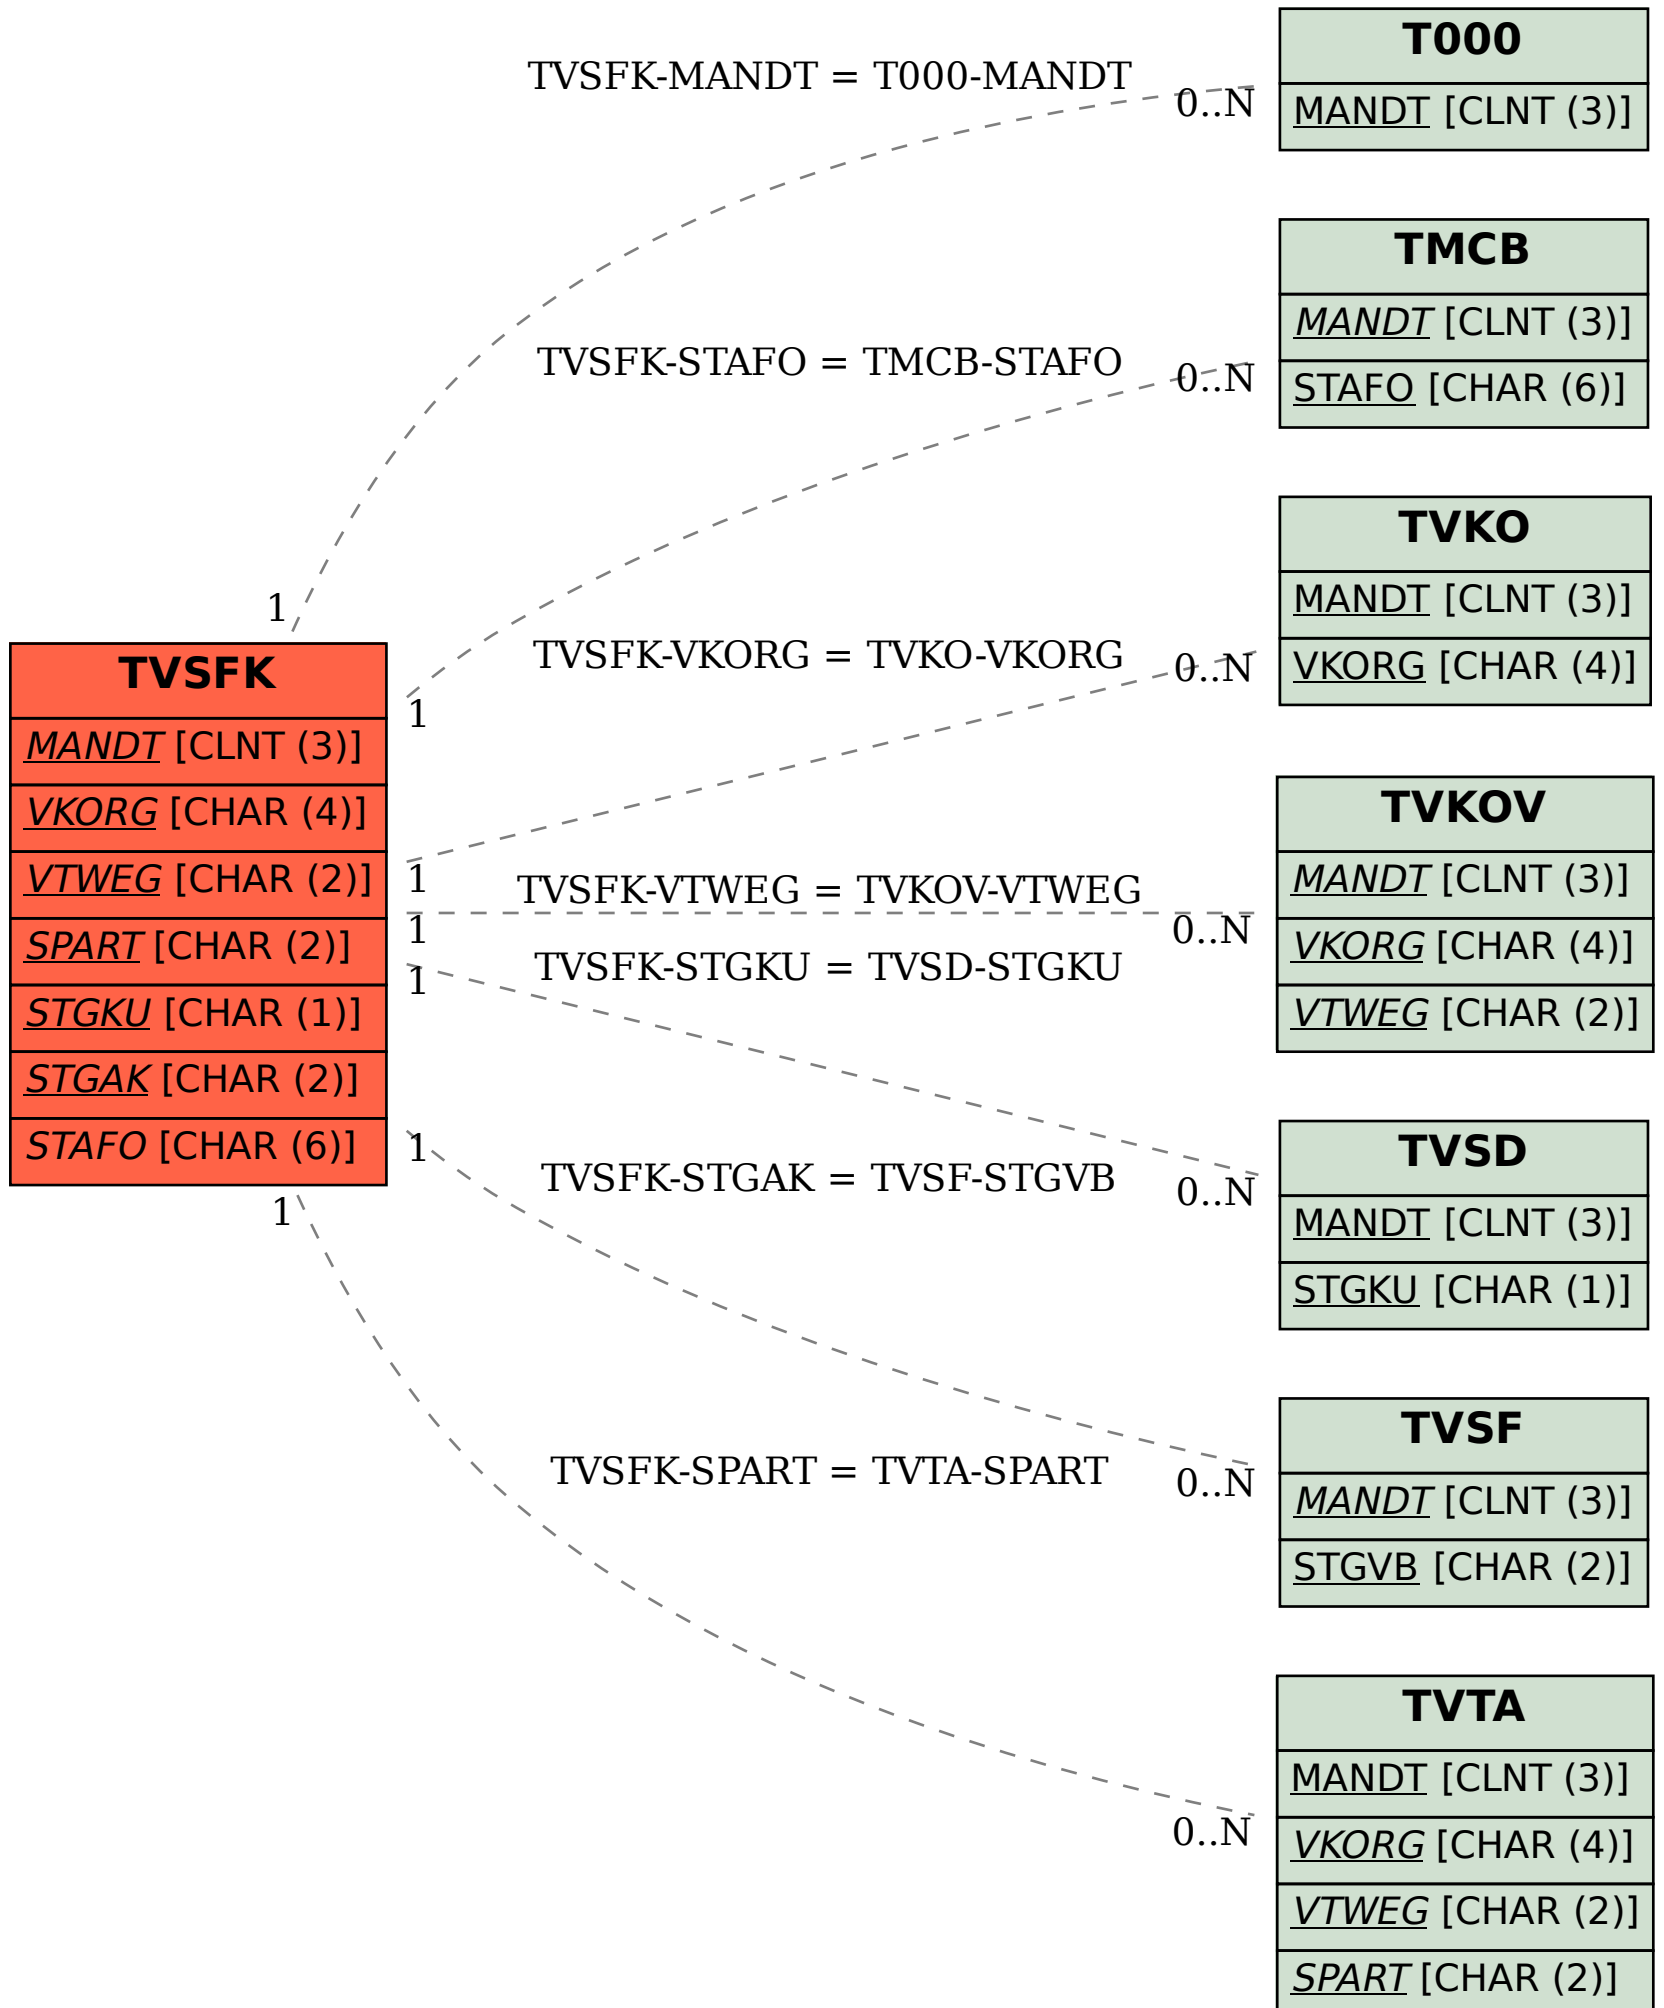 T000
MANDT [CLNT (3)]
TVSFK-MANDT = T000-MANDT
0..N
1
TMCB
MANDT [CLNT (3)]
STAFO [CHAR (6)]
TVSFK-STAFO = TMCB-STAFO
0..N
1
TVKO
MANDT [CLNT (3)]
VKORG [CHAR (4)]
TVSFK-VKORG = TVKO-VKORG
0..N
1
TVSFK
MANDT [CLNT (3)]
VKORG [CHAR (4)]
VTWEG [CHAR (2)]
SPART [CHAR (2)]
STGKU [CHAR (1)]
STGAK [CHAR (2)]
STAFO [CHAR (6)]
TVKOV
MANDT [CLNT (3)]
VKORG [CHAR (4)]
VTWEG [CHAR (2)]
TVSFK-VTWEG = TVKOV-VTWEG
1
0..N
TVSFK-STGKU = TVSD-STGKU
1
0..N
TVSD
MANDT [CLNT (3)]
STGKU [CHAR (1)]
TVSFK-STGAK = TVSF-STGVB
1
0..N
TVSF
MANDT [CLNT (3)]
STGVB [CHAR (2)]
TVSFK-SPART = TVTA-SPART
1
0..N
TVTA
MANDT [CLNT (3)]
VKORG [CHAR (4)]
VTWEG [CHAR (2)]
SPART [CHAR (2)]